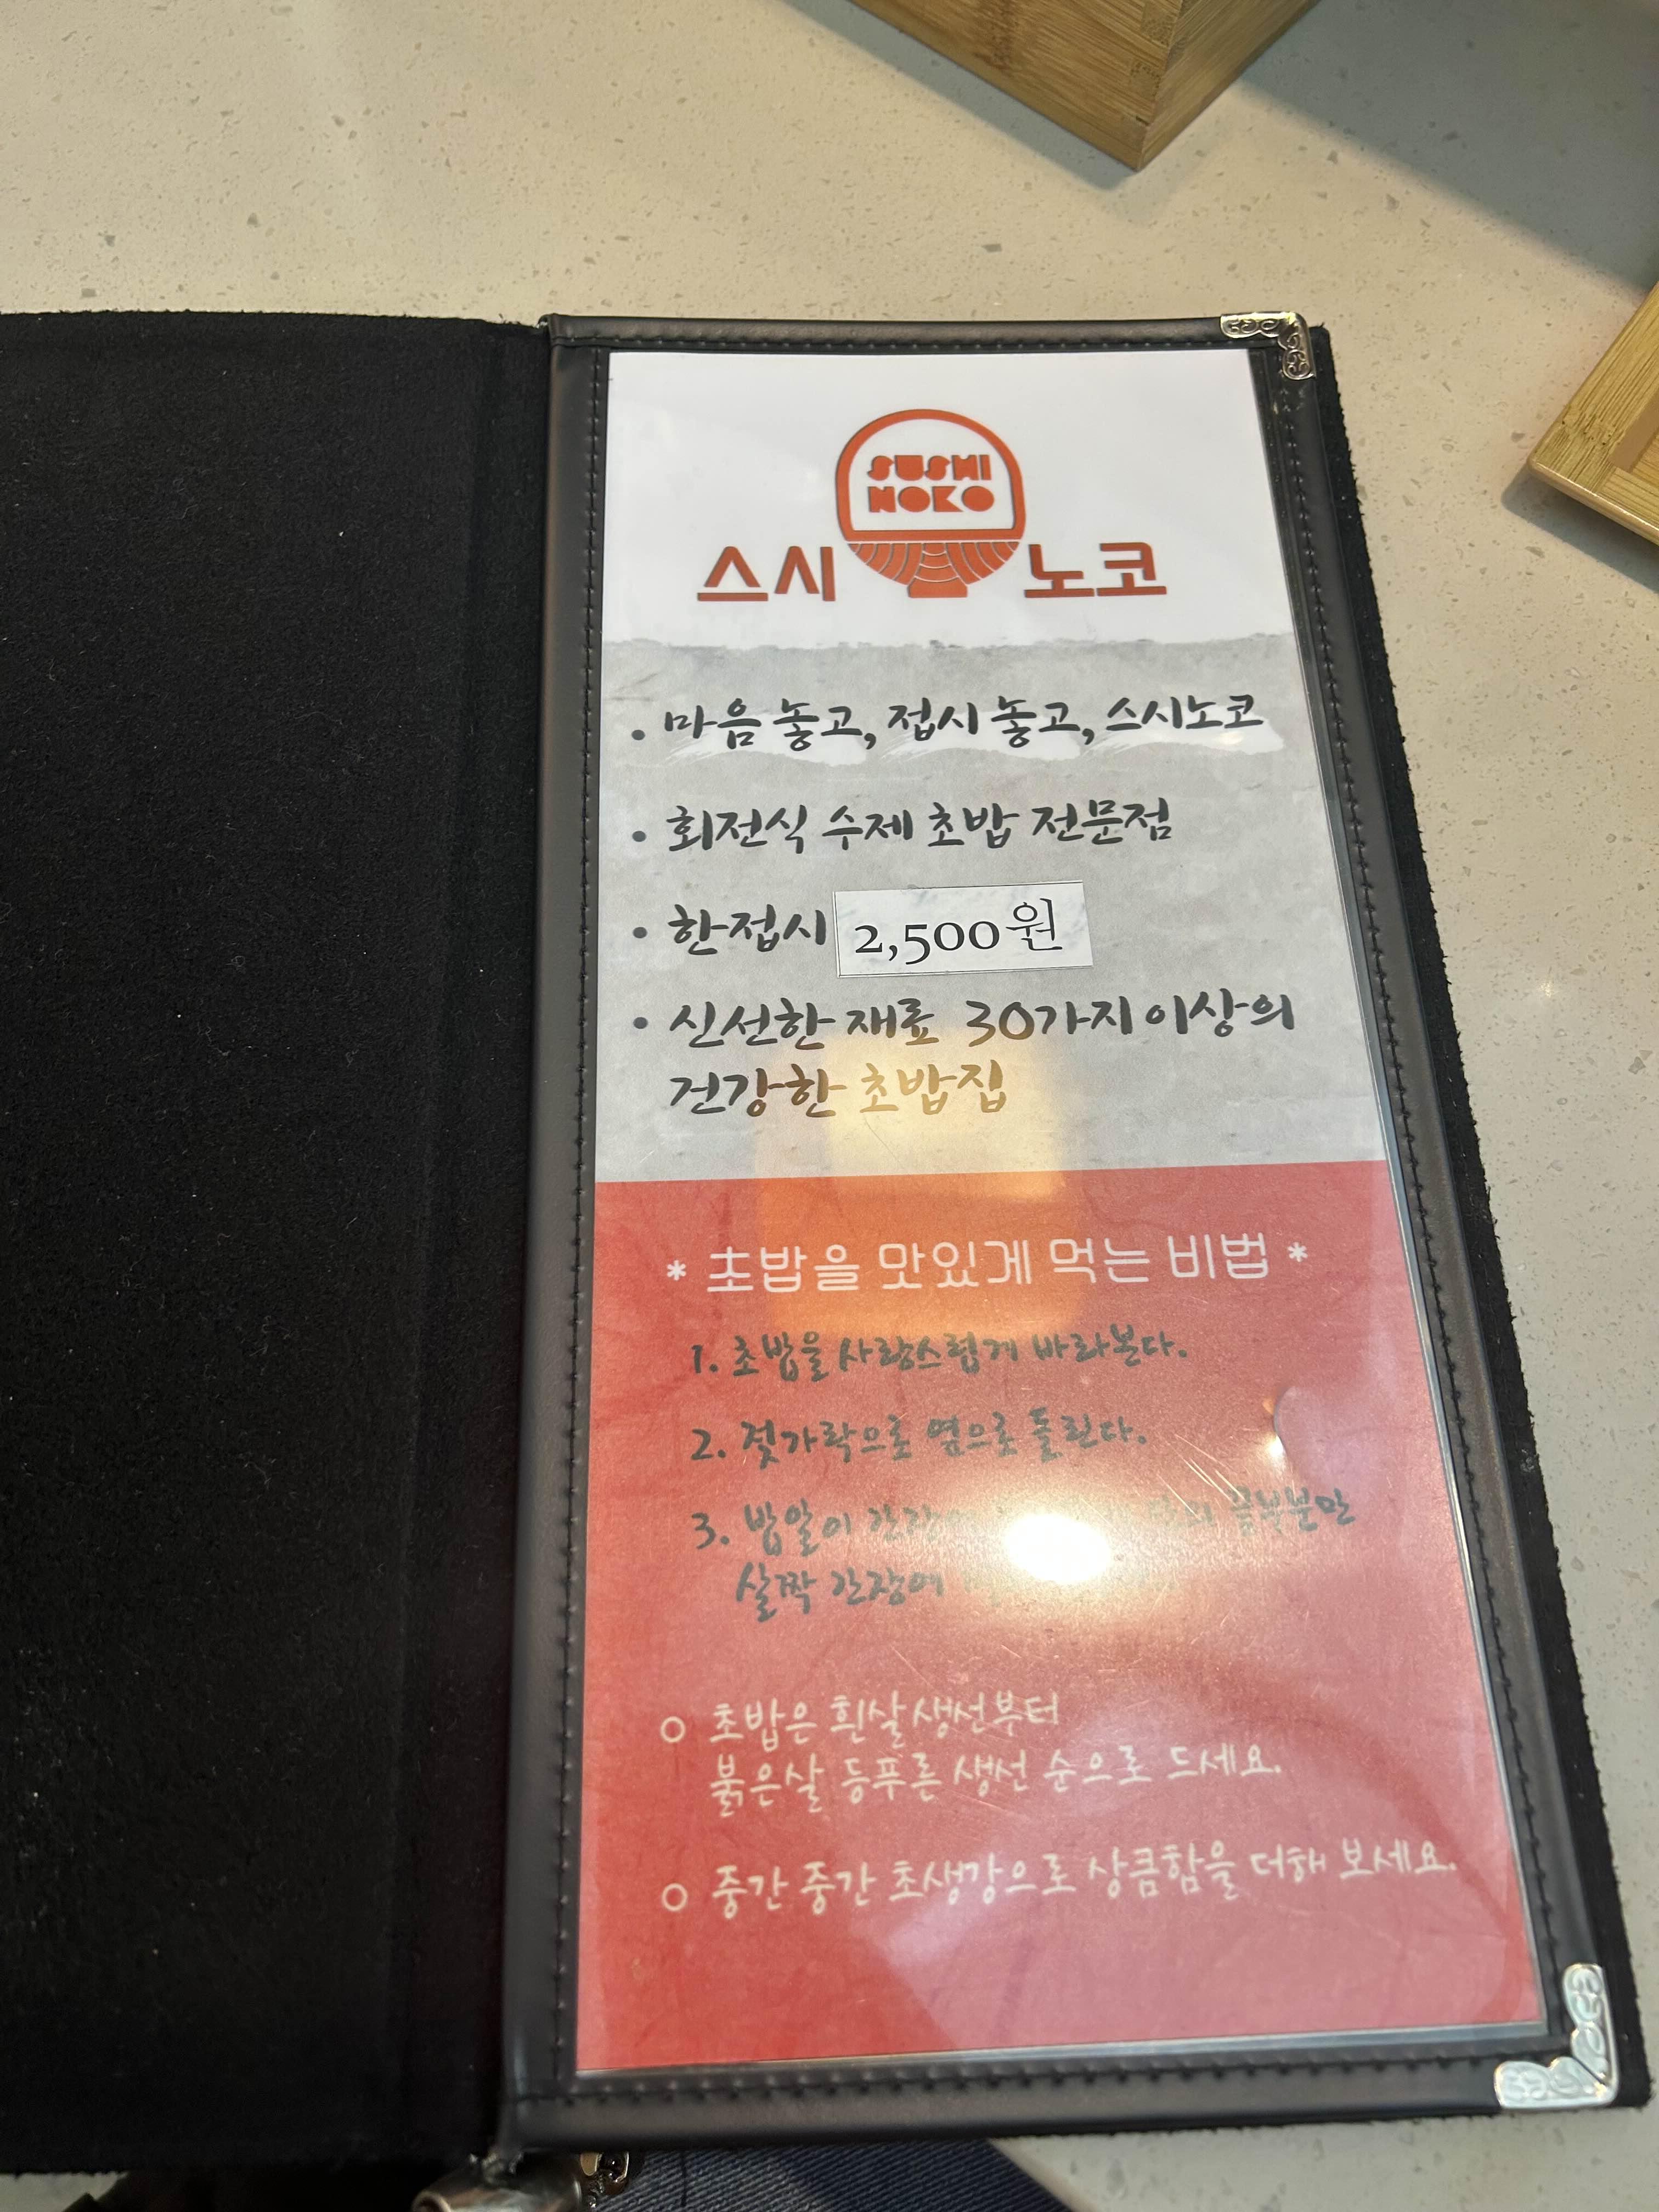 SUSHI
NOKO
스시 노코
• 마음 놓고, 접시 놓고, 스시노코
• 회전식 수제 초밥 전문점
• 한접시 2,500원
• 신선한 재료 30가지 이상의
건강한 초밥집
* 초밥을 맛있게 먹는 비법 *
1. 초밥을 사랑스럽게 바라본다.
2. 젓가락으로 옆으로 돌린다.
3. 밥알이 간장에 끝부분만
살짝 간장에
○ 초밥은 흰살생선부터
붉은살 등푸른 생선 순으로 드세요.
○ 중간 중간 초생강으로 상큼함을 더해 보세요.